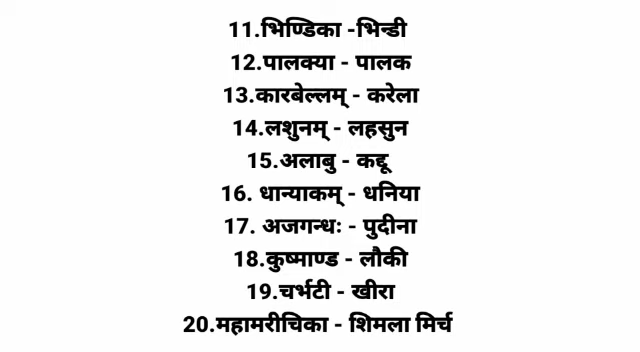 11.भिण्डिका -भिन्डी
12.पालक्या - पालक
13.कारबेल्लम् - करेला
14.लशुनम् - लहसुन
15.अलाबु - कद्दू
16. धान्याकम् - धनिया
17. अजगन्धः - पुदीना
18.कुष्माण्ड - लौकी
19.चर्भटी - खीरा
20.महामरीचिका - शिमला मिर्च